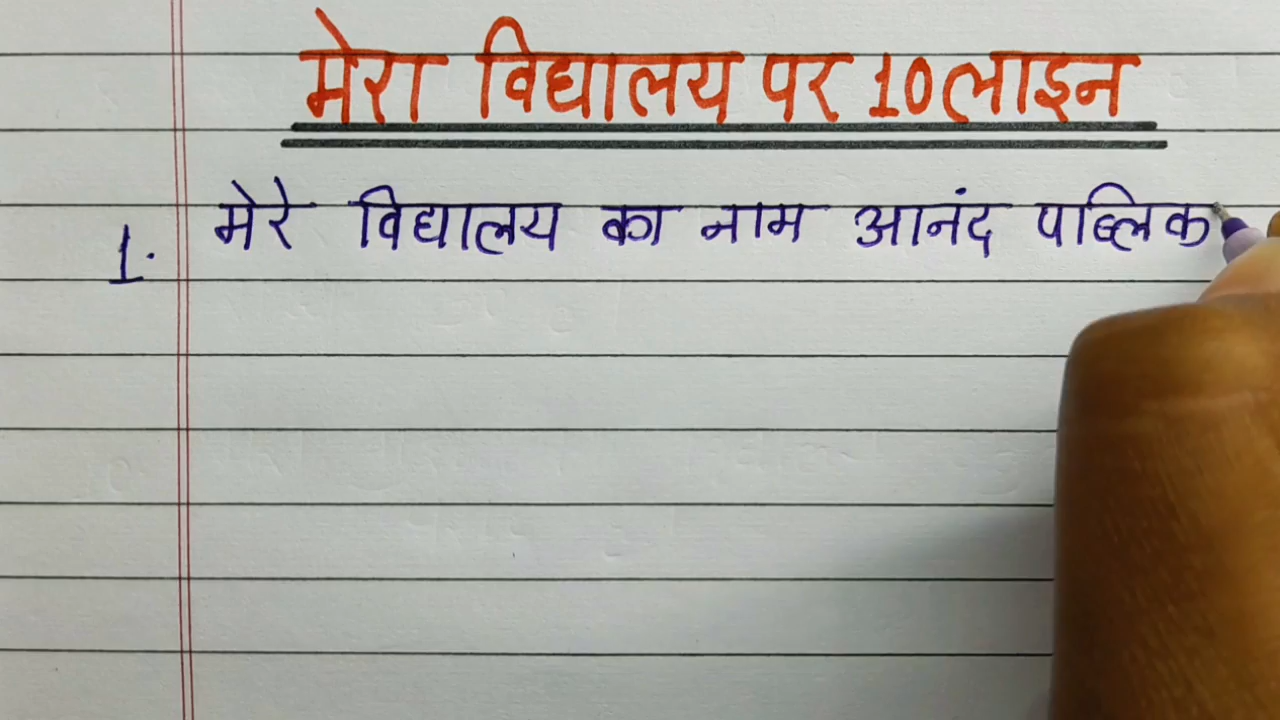 मेरा विद्यालय पर 10 लाइन
1. मेरे विद्यालय का नाम आनंद पब्लिक